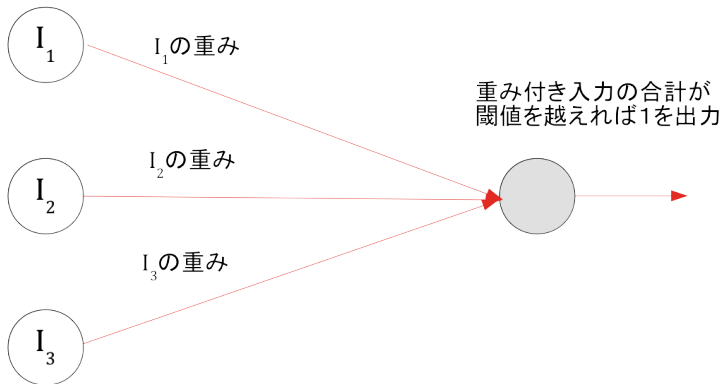 I₁
I₁の重み
重み付き入力の合計が
閾値を越えれば1を出力
I₂の重み
I₂
I₃の重み
I₃